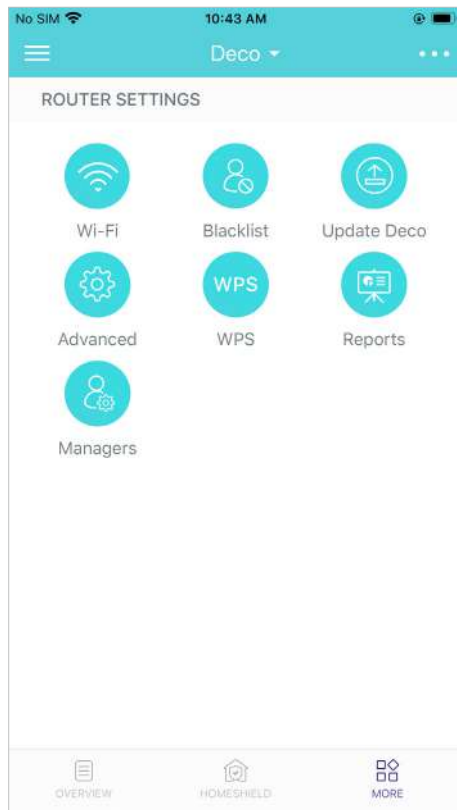 No SIM 10:43 AM
Deco
ROUTER SETTINGS
Wi-Fi Blacklist Update Deco
WPS
Advanced WPS Reports
Managers
OVERVIEW HOMESHIELD MORE